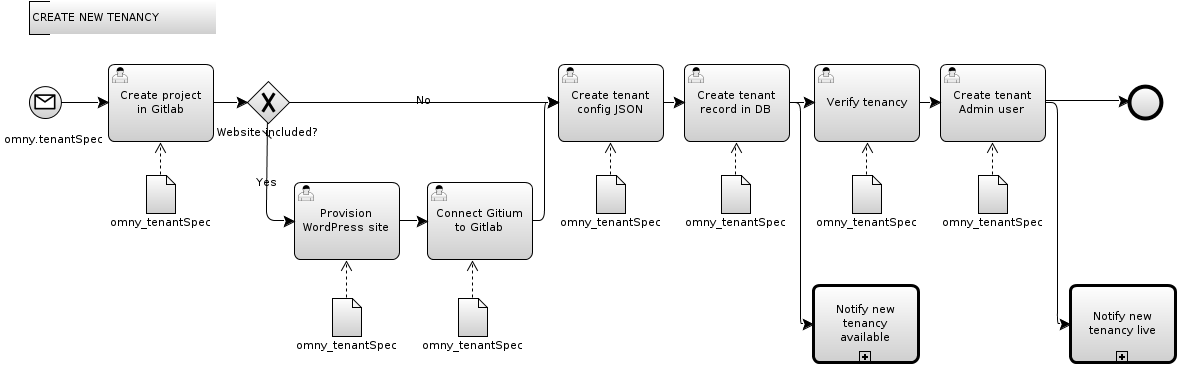 CREATE NEW TENANCY
omny.tenantSpec
Create project
in Gitlab
omny_tenantSpec
X
Website included?
No
Yes
Provision
WordPress site
omny_tenantSpec
Connect Gitium
to Gitlab
omny_tenantSpec
Create tenant
config JSON
omny_tenantSpec
Create tenant
record in DB
omny_tenantSpec
Verify tenancy
omny_tenantSpec
Create tenant
Admin user
omny_tenantSpec
Notify new
tenancy
available
Notify new
tenancy live